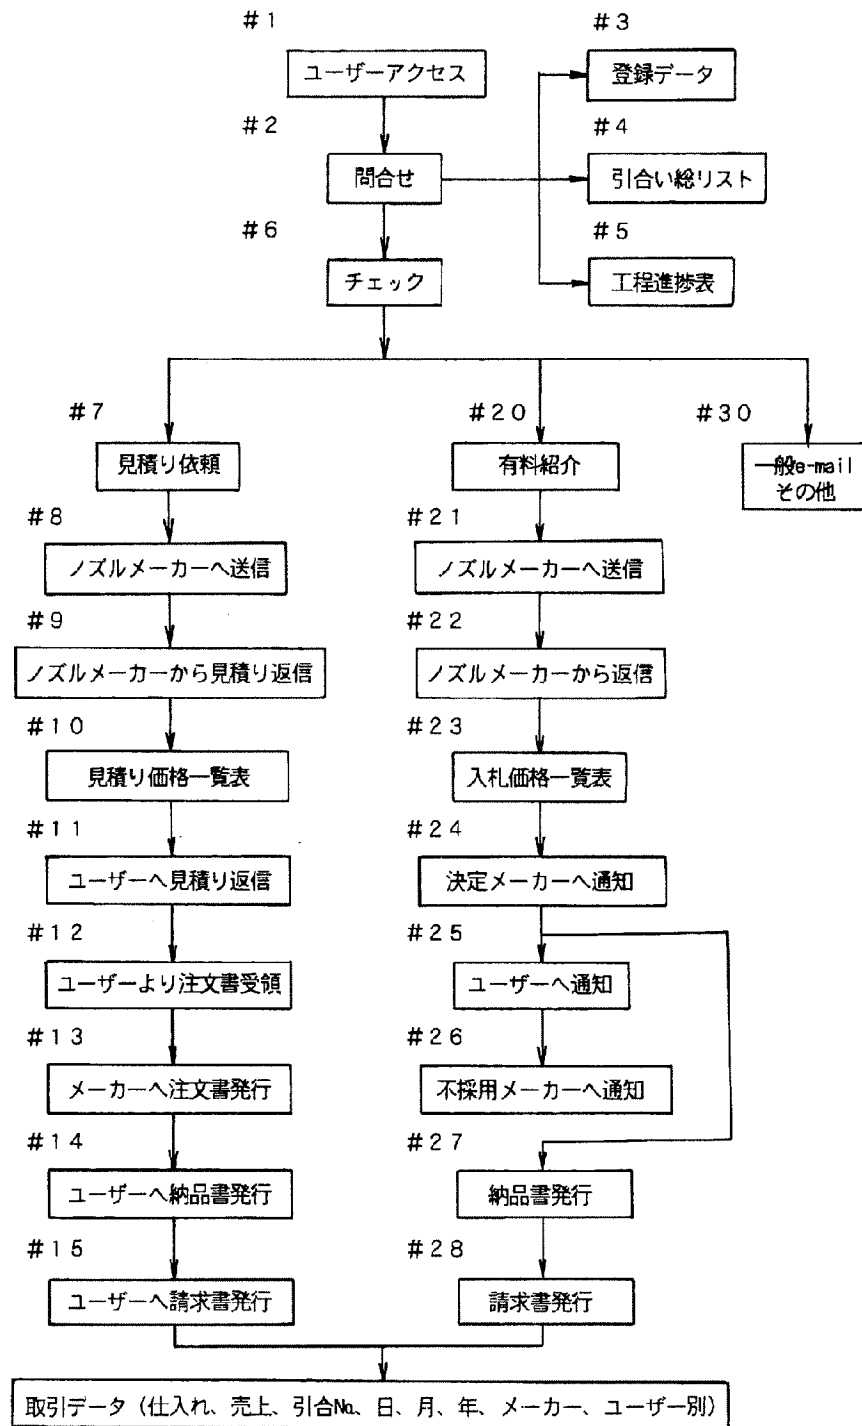 #1
ユーザーアクセス
#3
登録データ
#2
問合せ
#4
引合い総リスト
#6
チェック
#5
工程進捗表
#7
見積り依頼
#8
ノズルメーカーへ送信
#9
ノズルメーカーから見積り返信
#10
見積り価格一覧表
#11
ユーザーへ見積り返信
#12
ユーザーより注文書受領
#13
メーカーへ注文書発行
#14
ユーザーへ納品書発行
#15
ユーザーへ請求書発行
#20
有料紹介
#21
ノズルメーカーへ送信
#22
ノズルメーカーから返信
#23
入札価格一覧表
#24
決定メーカーへ通知
#25
ユーザーへ通知
#26
不採用メーカーへ通知
#27
納品書発行
#28
請求書発行
#30
一般e-mail
その他
取引データ (仕入れ、売上、引合№、日、月、年、メーカー、ユーザー別)